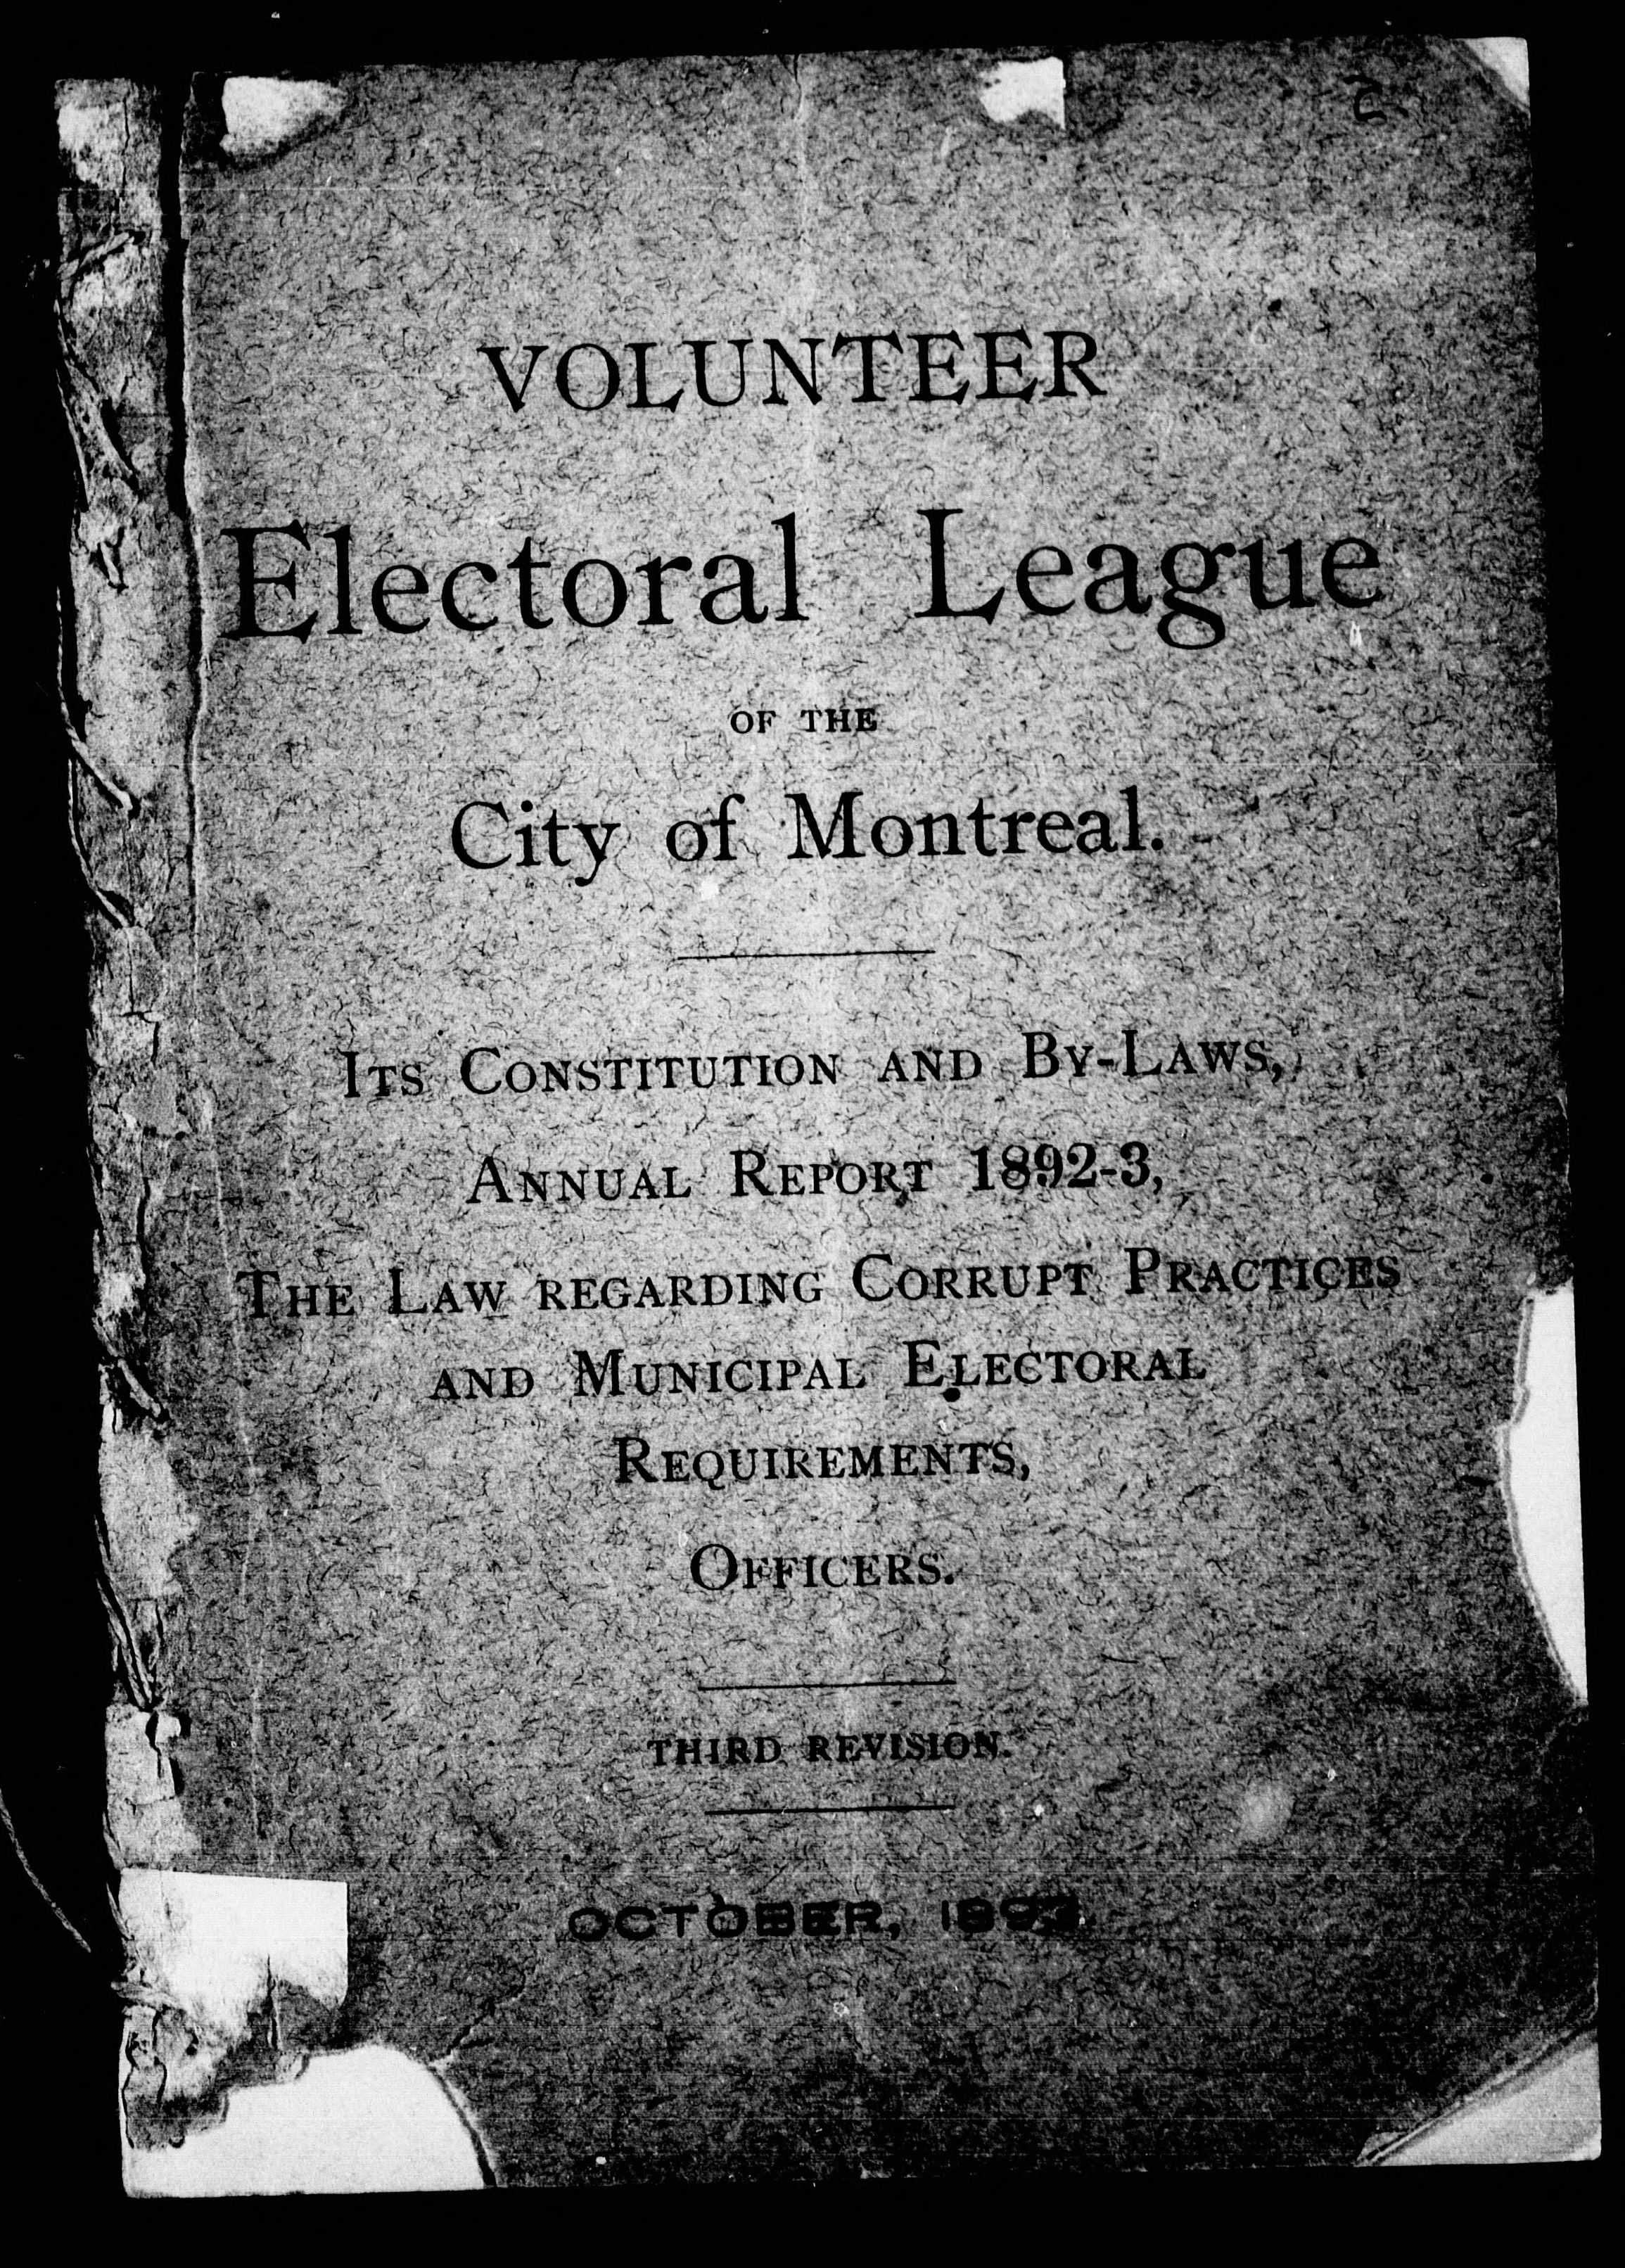 VOLUNTEER
Electoral League
OF THE
City of Montreal.
ITS CONSTITUTION AND BY-LAWS,
ANNUAL REPORT 1892-3,
THE LAW REGARDING CORRUPT PRACTICES
AND MUNICIPAL ELECTORAL
REQUIREMENTS,
OFFICERS.
THIRD REVISION.
OCTOBER, 1893.